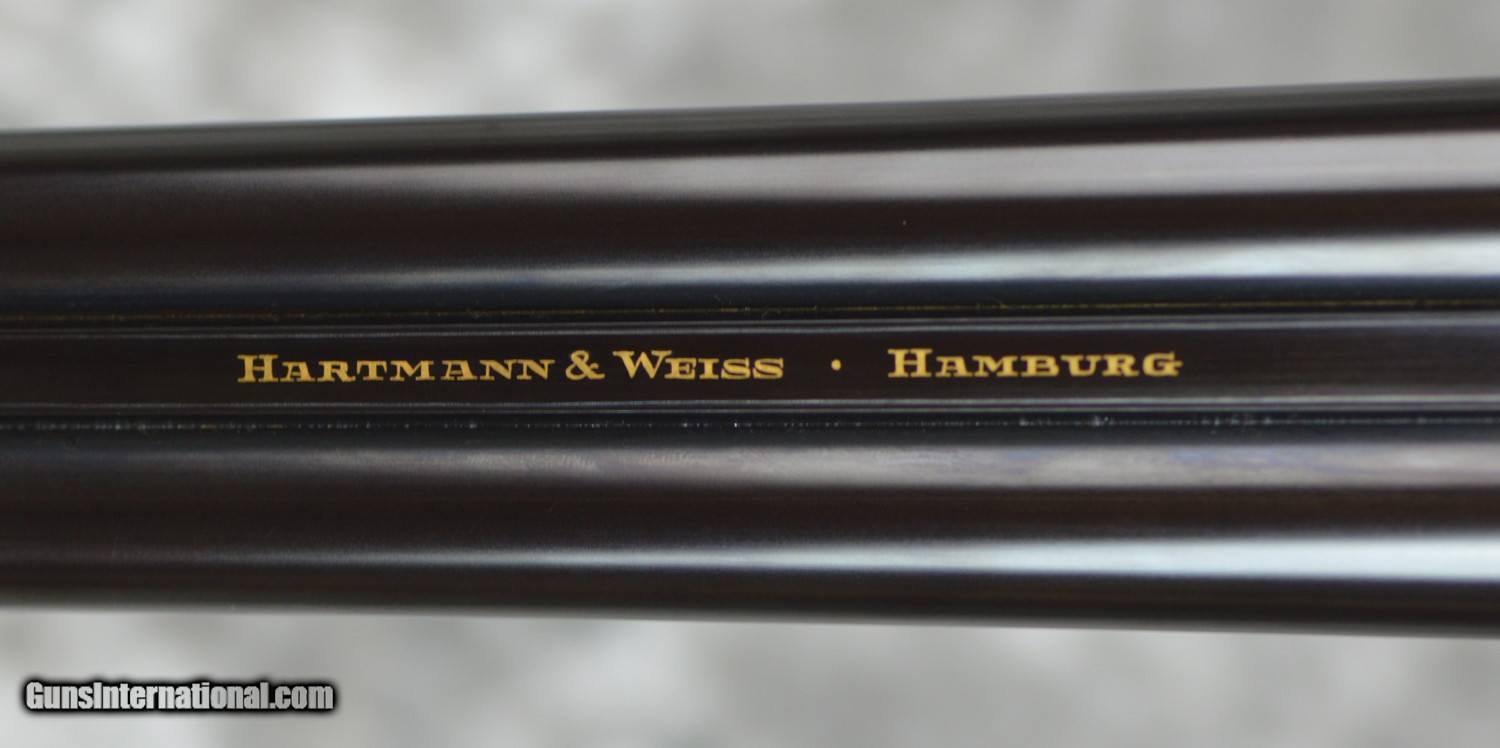 HARTMANN & WEISS • HAMBURG
GunsInternational.com